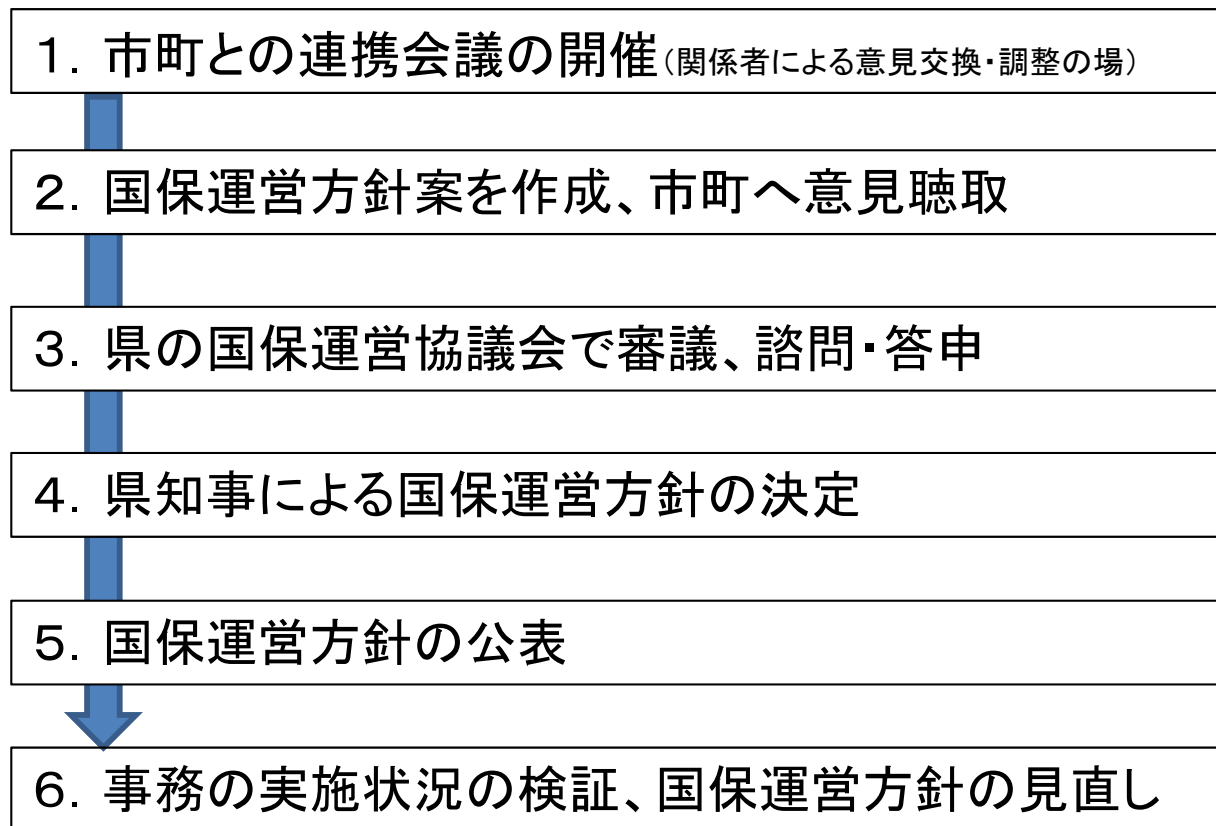 １．市町との連携会議の開催（関係者による意見交換・調整の場）
２．国保運営方針案を作成、市町へ意見聴取
３．県の国保運営協議会で審議、諮問・答申
４．県知事による国保運営方針の決定
５．国保運営方針の公表
６．事務の実施状況の検証、国保運営方針の見直し